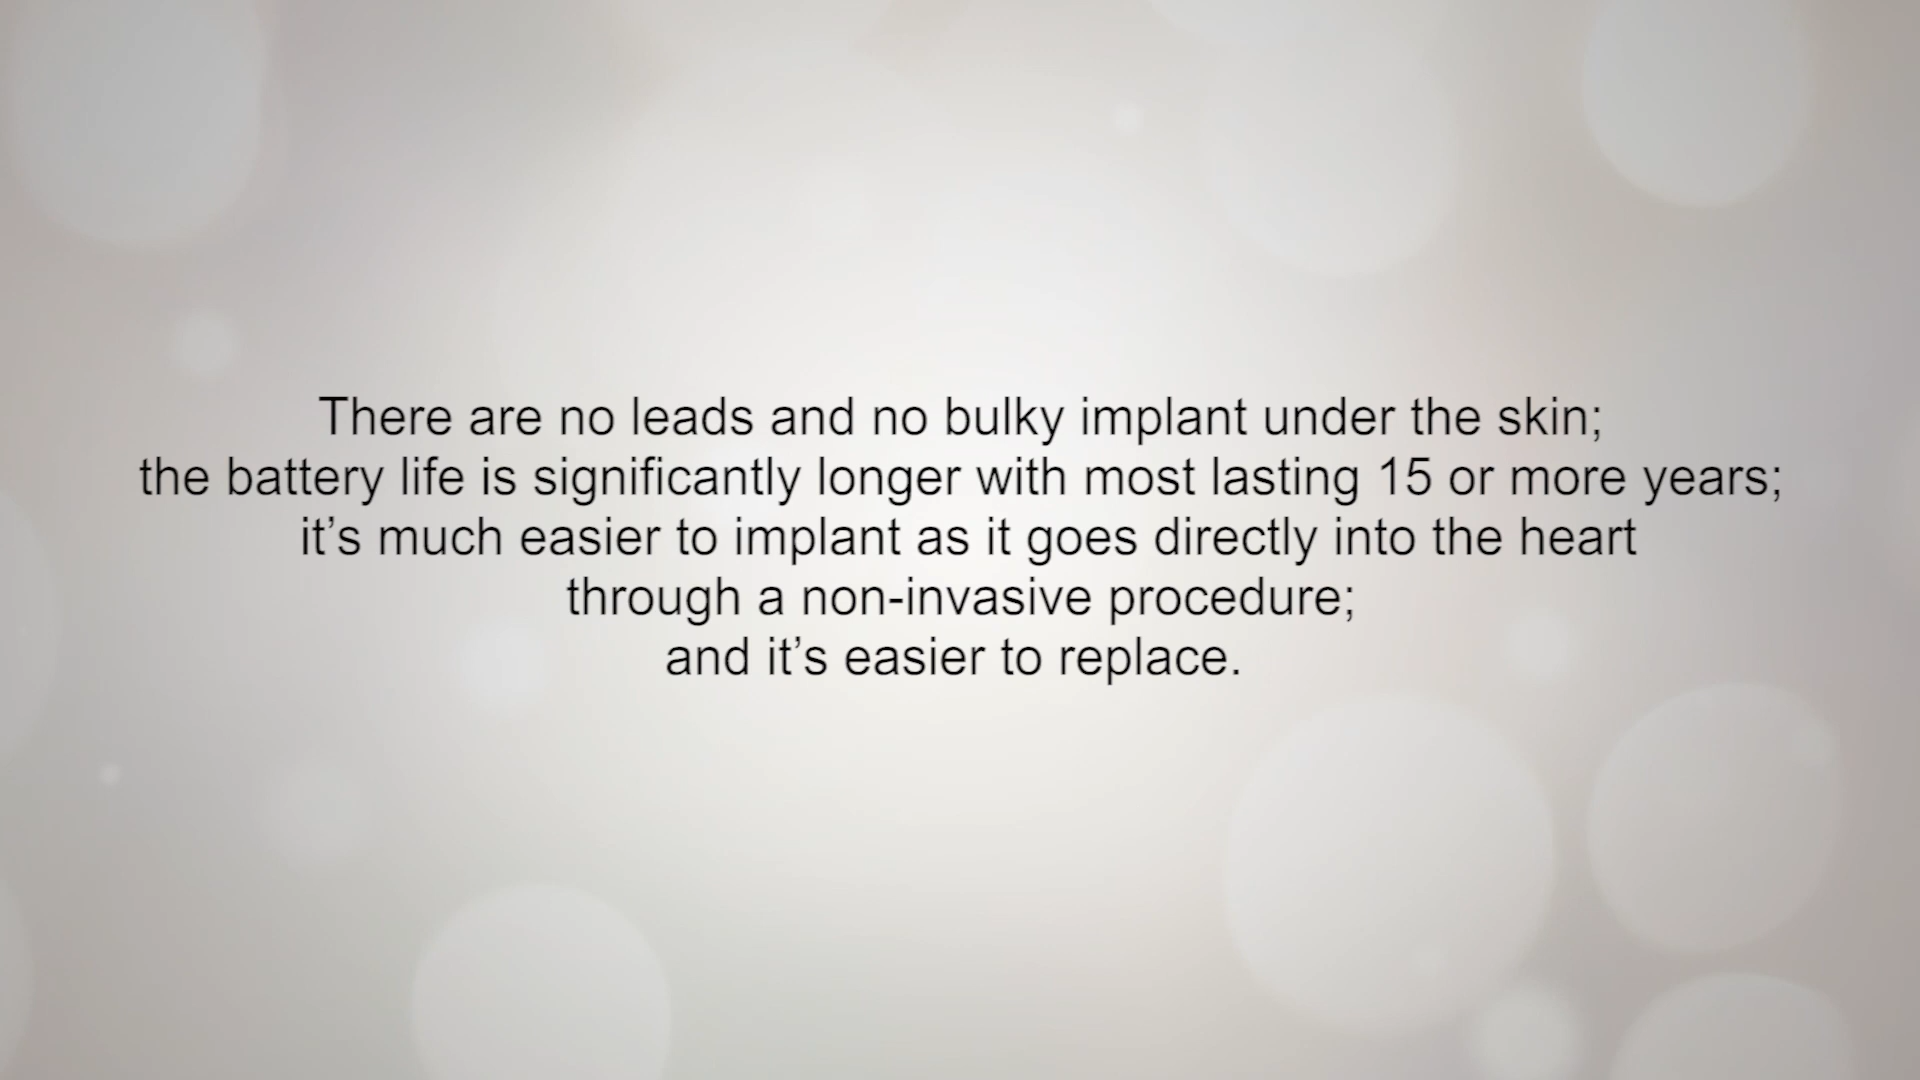 There are no leads and no bulky implant under the skin;
the battery life is significantly longer with most lasting 15 or more years;
it’s much easier to implant as it goes directly into the heart
through a non-invasive procedure;
and it’s easier to replace.